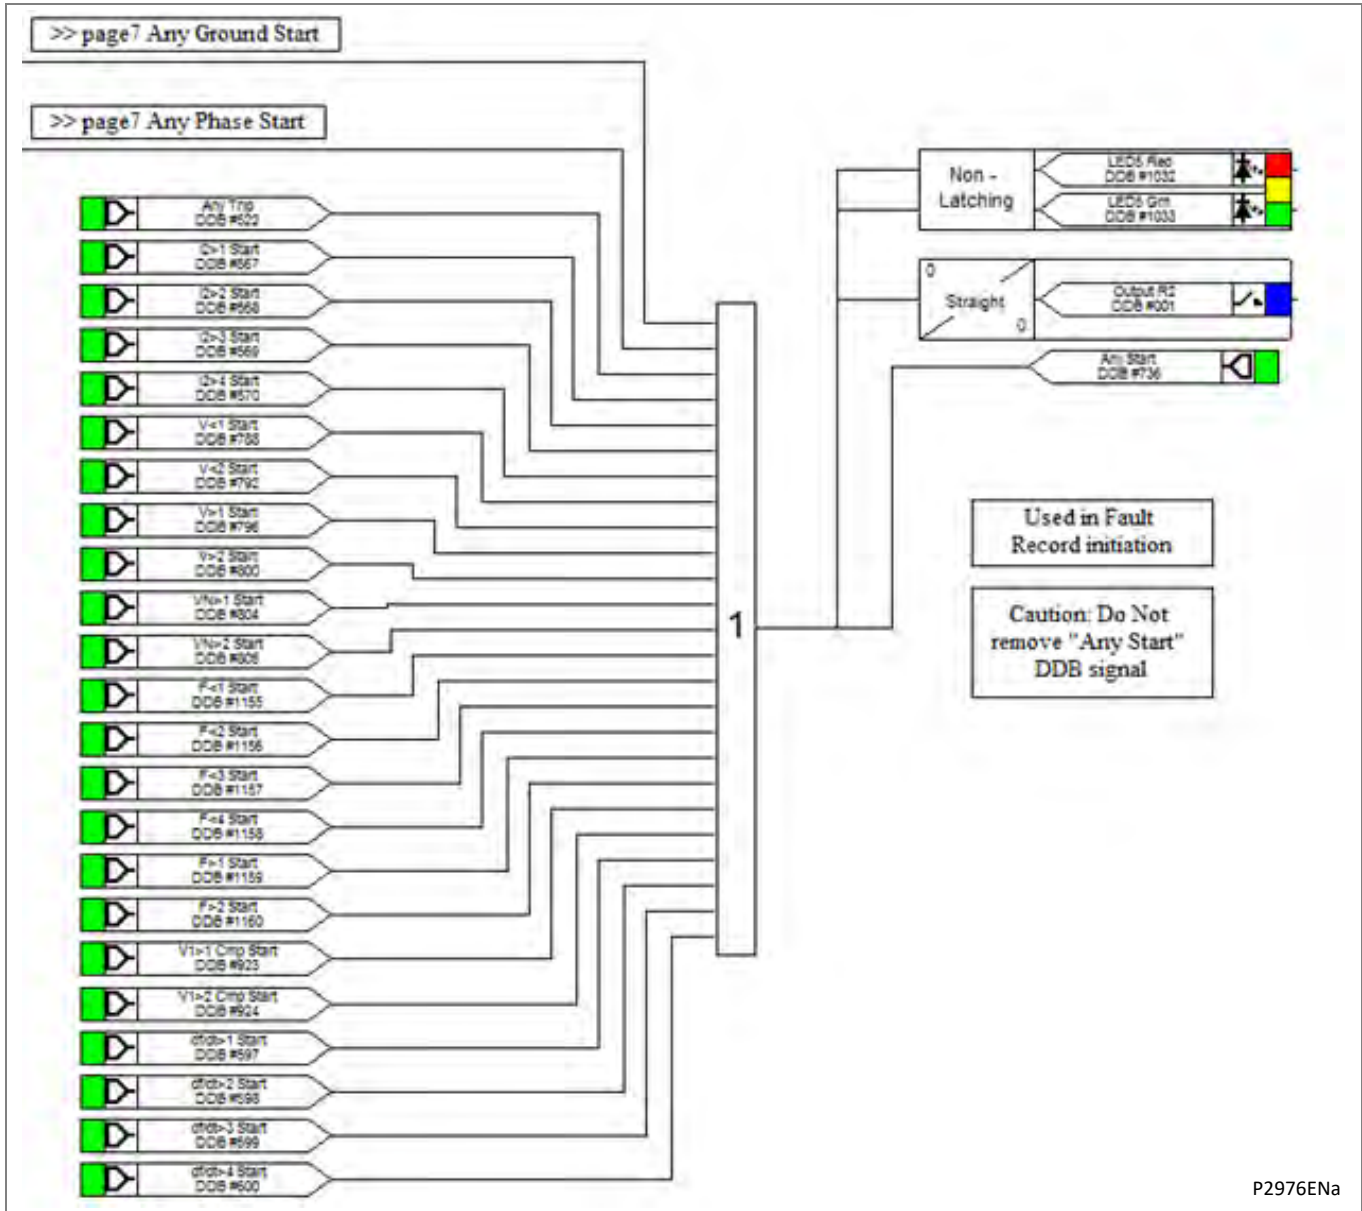 >> page7 Any Ground Start
>> page7 Any Phase Start
Any Trip
DDB #522
I2>1 Start
DDB #567
I2>2 Start
DDB #568
I2>3 Start
DDB #569
I2>4 Start
DDB #570
V<1 Start
DDB #788
V<2 Start
DDB #792
V>1 Start
DDB #796
V>2 Start
DDB #800
VN>1 Start
DDB #804
VN>2 Start
DDB #805
F<1 Start
DDB #1155
F<2 Start
DDB #1156
F<3 Start
DDB #1157
F<4 Start
DDB #1158
F>1 Start
DDB #1159
F>2 Start
DDB #1160
V1>1 Cmp Start
DDB #923
V1>2 Cmp Start
DDB #924
df/dt>1 Start
DDB #597
df/dt>2 Start
DDB #598
df/dt>3 Start
DDB #599
df/dt>4 Start
DDB #600
1
Non -
Latching
LED5 Red
DDB #1032
LED5 Grn
DDB #1033
0
Straight
0
Output R2
DDB #001
Any Start
DDB #736
Used in Fault
Record initiation
Caution: Do Not
remove "Any Start"
DDB signal
P2976ENa